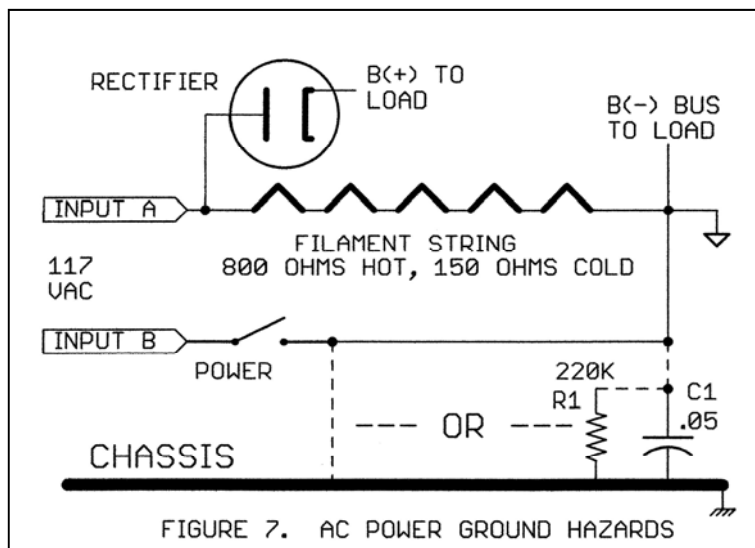 RECTIFIER
B(+) TO
LOAD
B(-) BUS
TO LOAD
INPUT A
FILAMENT STRING
800 OHMS HOT, 150 OHMS COLD
117
VAC
INPUT B
POWER
220K
R1
C1
.05
OR
CHASSIS
FIGURE 7. AC POWER GROUND HAZARDS